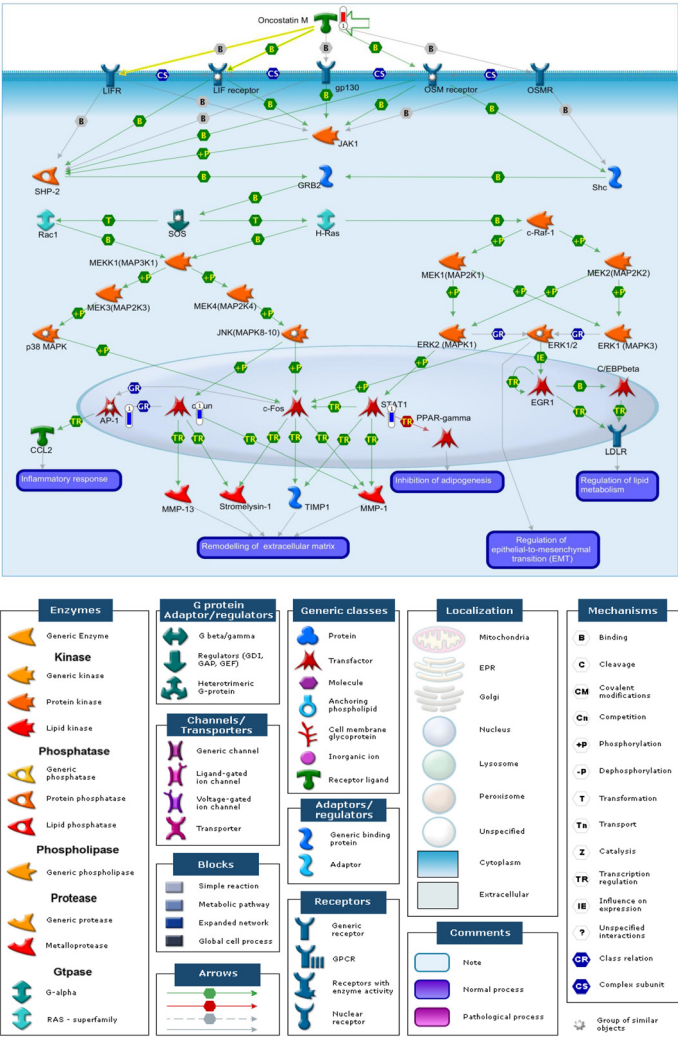 Oncostatin M
1
B
B
B
B
B
LIFR
CS
LIF receptor
CS
gp130
CS
OSM receptor
CS
OSMR
B
B
B
B
B
B
B
B
B
B
+P
JAK1
SHP-2
B
GRB2
B
Shc
B
Rac1
T
SOS
T
H-Ras
B
c-Raf-1
B
B
+P
+P
MEKK1(MAP3K1)
MEK1(MAP2K1)
MEK2(MAP2K2)
+P
+P
MEK3(MAP2K3)
MEK4(MAP2K4)
+P
+P
+P
+P
+P
+P
p38 MAPK
JNK(MAPK8-10)
ERK2 (MAPK1)
GR
ERK1/2
GR
ERK1 (MAPK3)
+P
+P
+P
+P
+P
IE
C/EBPbeta
GR
TR
B
EGR1
AP-1
GR
1
c-Fos
TR
STAT1
1
TR
PPAR-gamma
TR
TR
TR
CCL2
LDLR
TR
TR
TR
TR
TR
TR
TR
Inflammatory response
Inhibition of adipogenesis
Regulation of lipid
metabolism
MMP-13
Stromelysin-1
TIMP1
MMP-1
Remodelling of extracellular matrix
Regulation of
epithelial-to-mesenchymal
transition (EMT)
Enzymes
Generic Enzyme
Kinase
Generic kinase
Protein kinase
Lipid kinase
Phosphatase
Generic
phosphatase
Protein phosphatase
Lipid phosphatase
Phospholipase
Generic phospholipase
Protease
Generic protease
Metalloprotease
Gtpase
G-alpha
RAS - superfamily
G protein
Adaptor/regulators
G beta/gamma
Regulators (GDI,
GAP, GEF)
Heterotrimeric
G-protein
Channels/
Transporters
Generic channel
Ligand-gated
ion channel
Voltage-gated
ion channel
Transporter
Blocks
Simple reaction
Metabolic pathway
Expanded network
Global cell process
Arrows
Generic classes
Protein
Transfactor
Molecule
Anchoring
phospholipid
Cell membrane
glycoprotein
Inorganic ion
Receptor ligand
Adaptors/
regulators
Generic binding
protein
Adaptor
Receptors
Generic
receptor
GPCR
Receptors with
enzyme activity
Nuclear
receptor
Localization
Mitochondria
EPR
Golgi
Nucleus
Lysosome
Peroxisome
Unspecified
Cytoplasm
Extracellular
Comments
Note
Normal process
Pathological process
Mechanisms
B Binding
C Cleavage
CM Covalent
modifications
Cn Competition
+P Phosphorylation
-P Dephosphorylation
T Transformation
Tn Transport
Z Catalysis
TR Transcription
regulation
IE Influence on
expression
? Unspecified
interactions
CR Class relation
CS Complex subunit
Group of similar
objects